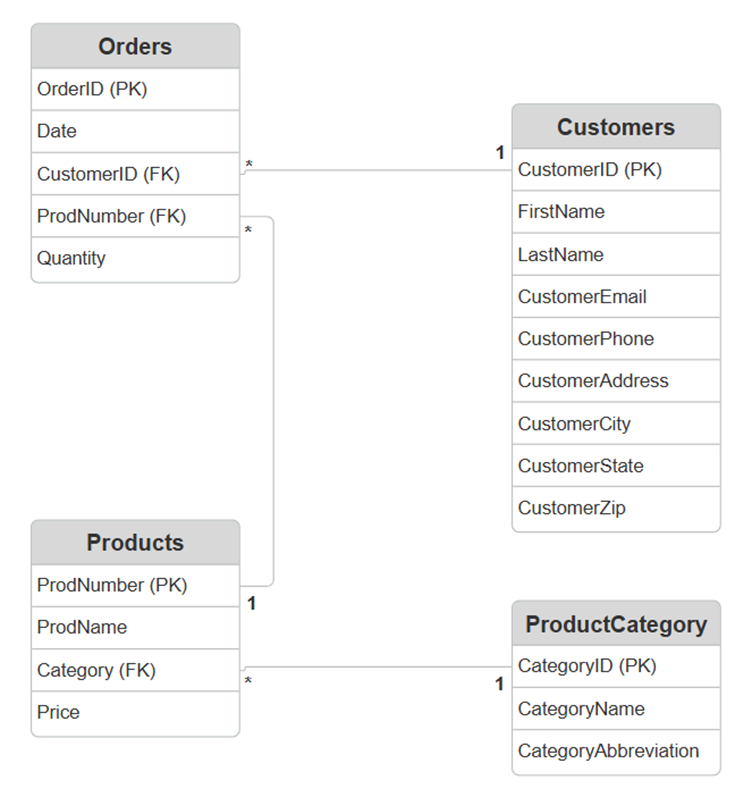 Orders
OrderID (PK)
Date
CustomerID (FK)
ProdNumber (FK)
Quantity
*
*
1
Customers
CustomerID (PK)
FirstName
LastName
CustomerEmail
CustomerPhone
CustomerAddress
CustomerCity
CustomerState
CustomerZip
Products
ProdNumber (PK)
ProdName
Category (FK)
Price
1
*
1
ProductCategory
CategoryID (PK)
CategoryName
CategoryAbbreviation